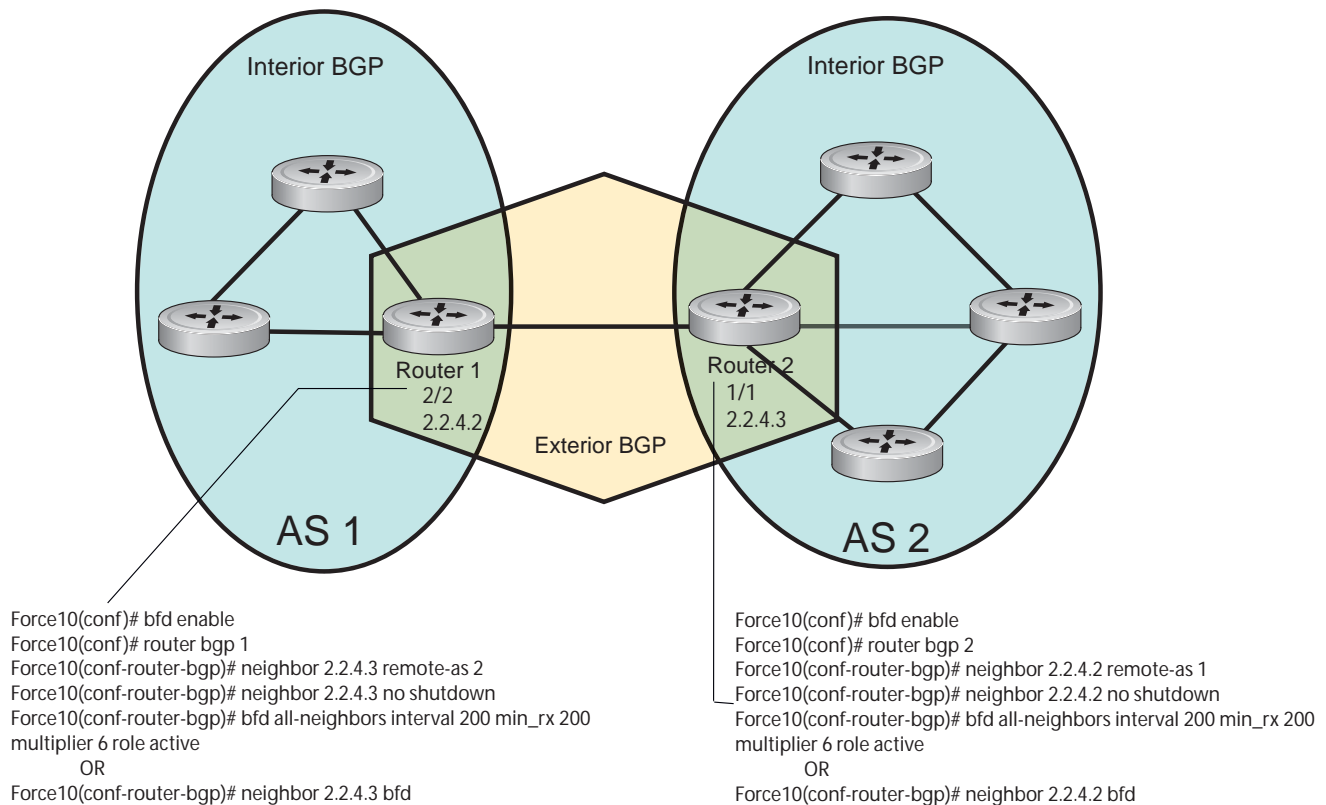 Interior BGP
Interior BGP
Router 1
2/2
2.2.4.2
Router 2
1/1
2.2.4.3
Exterior BGP
AS 1
AS 2
Force10(conf)# bfd enable
Force10(conf)# router bgp 1
Force10(conf-router-bgp)# neighbor 2.2.4.3 remote-as 2
Force10(conf-router-bgp)# neighbor 2.2.4.3 no shutdown
Force10(conf-router-bgp)# bfd all-neighbors interval 200 min_rx 200
multiplier 6 role active
OR
Force10(conf-router-bgp)# neighbor 2.2.4.3 bfd
Force10(conf)# bfd enable
Force10(conf)# router bgp 2
Force10(conf-router-bgp)# neighbor 2.2.4.2 remote-as 1
Force10(conf-router-bgp)# neighbor 2.2.4.2 no shutdown
Force10(conf-router-bgp)# bfd all-neighbors interval 200 min_rx 200
multiplier 6 role active
OR
Force10(conf-router-bgp)# neighbor 2.2.4.2 bfd